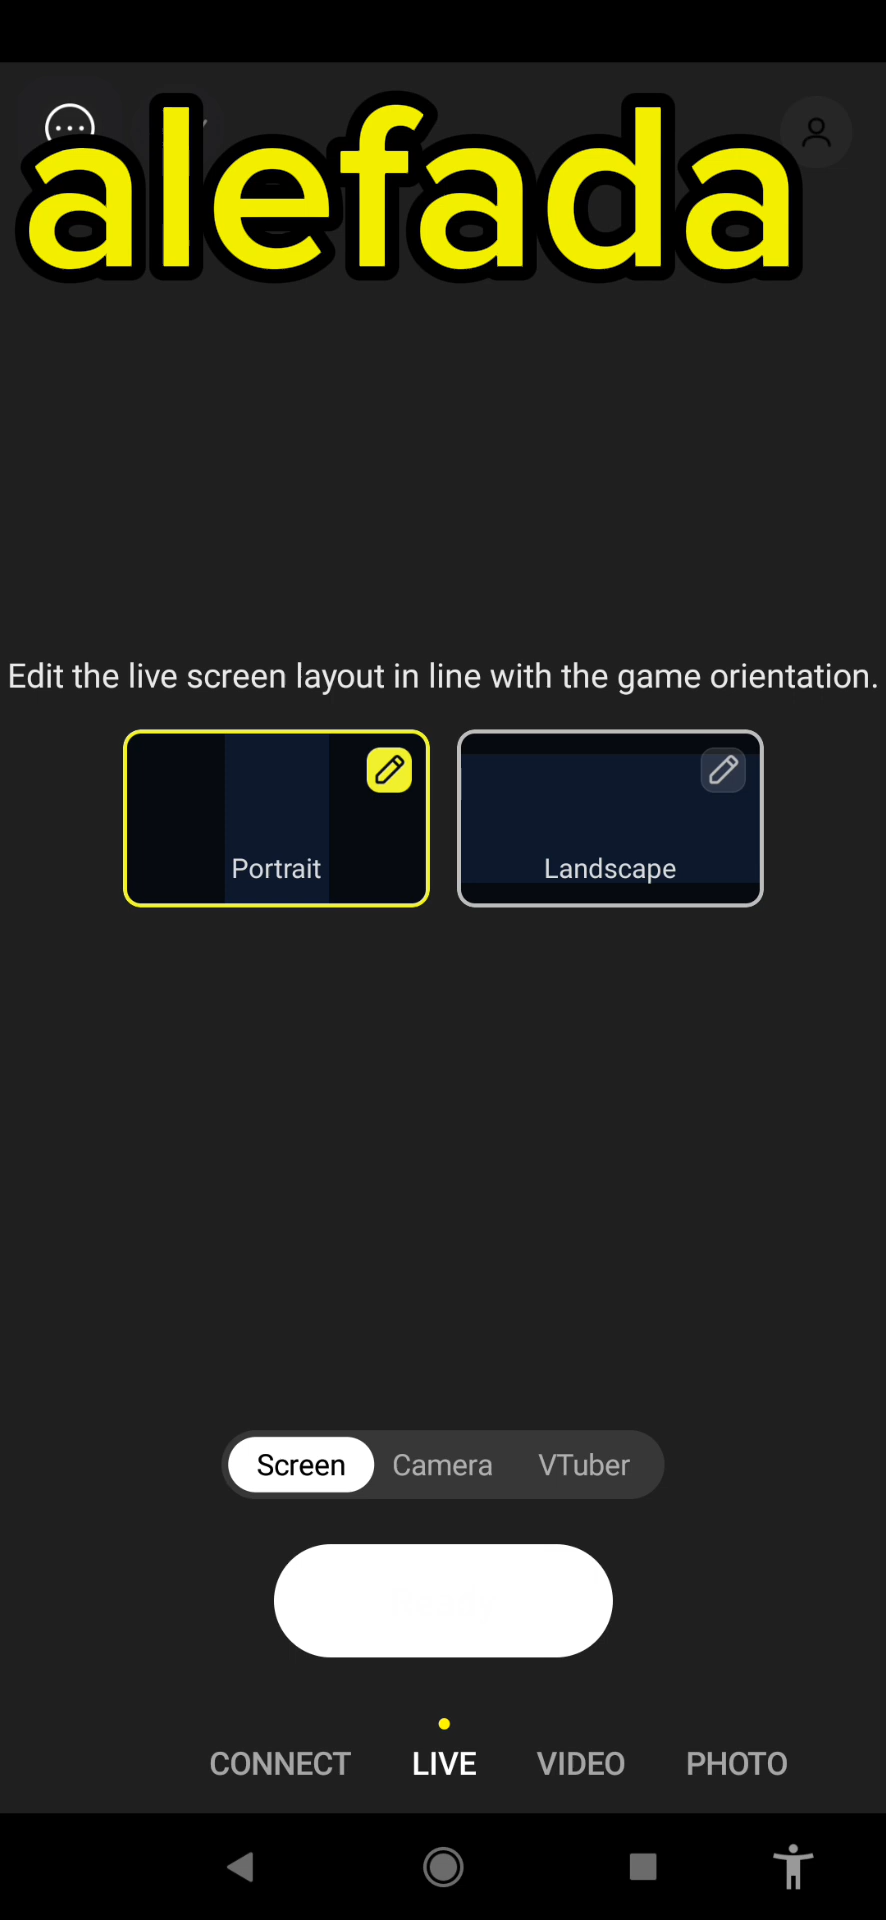 alefada
Edit the live screen layout in line with the game orientation.
Portrait
Landscape
Screen Camera VTuber
CONNECT LIVE VIDEO PHOTO